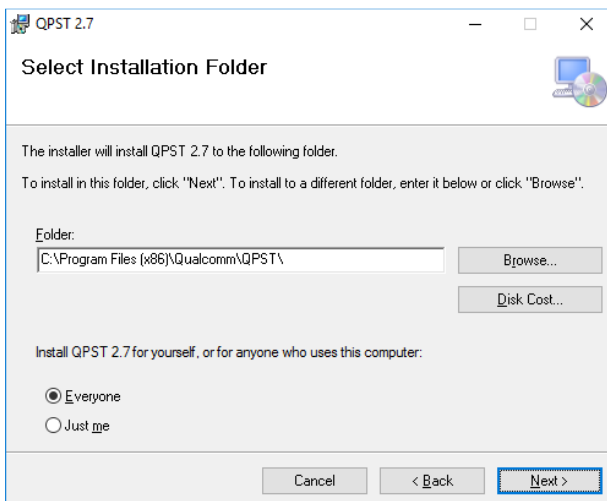 QPST 2.7
Select Installation Folder
The installer will install QPST 2.7 to the following folder.
To install in this folder, click "Next". To install to a different folder, enter it below or click "Browse".
Folder:
C:\Program Files (x86)\Qualcomm\QPST\
Browse...
Disk Cost...
Install QPST 2.7 for yourself, or for anyone who uses this computer:
Everyone
Just me
Cancel < Back Next >